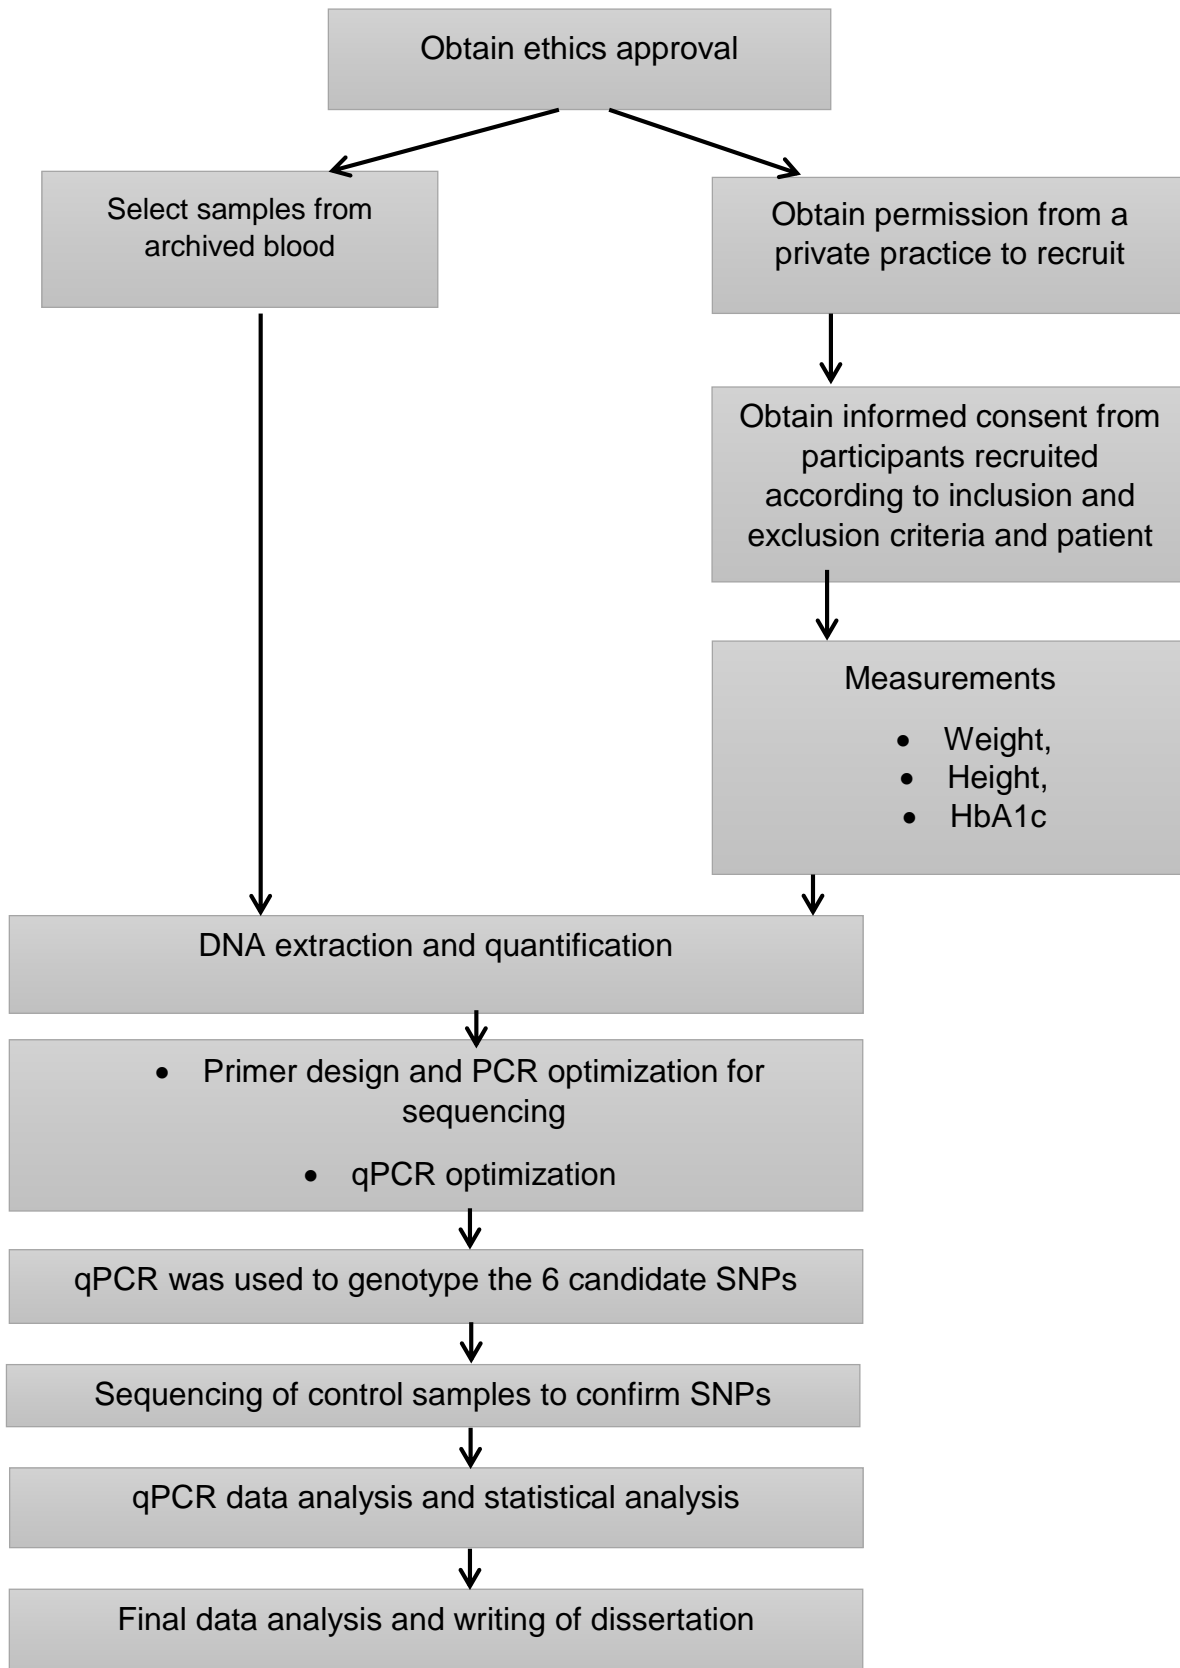 Obtain ethics approval
Select samples from
archived blood
Obtain permission from a
private practice to recruit
Obtain informed consent from
participants recruited
according to inclusion and
exclusion criteria and patient
Measurements
• Weight,
• Height,
• HbA1c
DNA extraction and quantification
• Primer design and PCR optimization for
sequencing
• qPCR optimization
qPCR was used to genotype the 6 candidate SNPs
Sequencing of control samples to confirm SNPs
qPCR data analysis and statistical analysis
Final data analysis and writing of dissertation